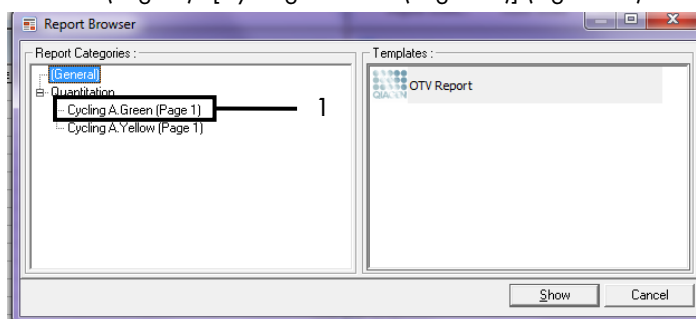 Report Browser
Report Categories :
(General)
Quantitation
Cycling A.Green (Page 1)
Cycling A.Yellow (Page 1)
1
Templates :
QIAGEN
OTV Report
Show
Cancel